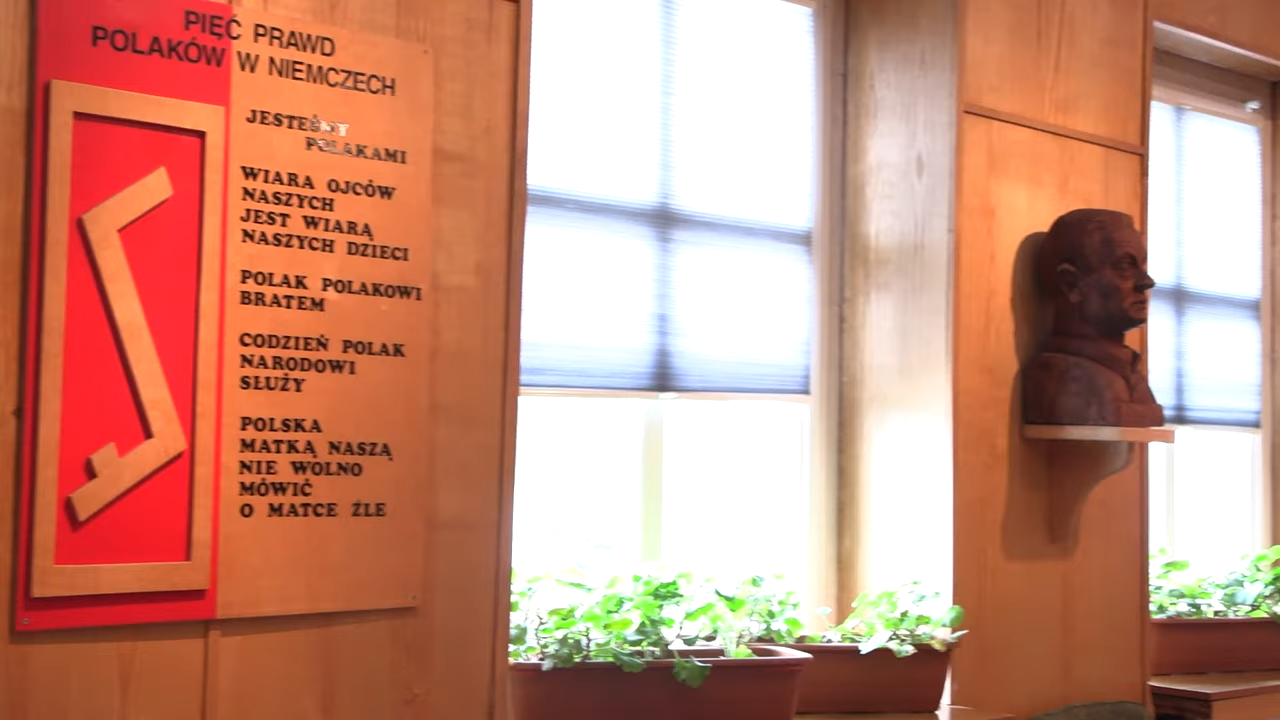 PIĘĆ PRAWD
POLAKÓW W NIEMCZECH
JESTEŚMY
POLAKAMI
WIARA OJCÓW
NASZYCH
JEST WIARĄ
NASZYCH DZIECI
POLAK POLAKOWI
BRATEM
CODZIEŃ POLAK
NARODOWI
SŁUŻY
POLSKA
MATKĄ NASZĄ
NIE WOLNO
MÓWIĆ
O MATCE ŹLE